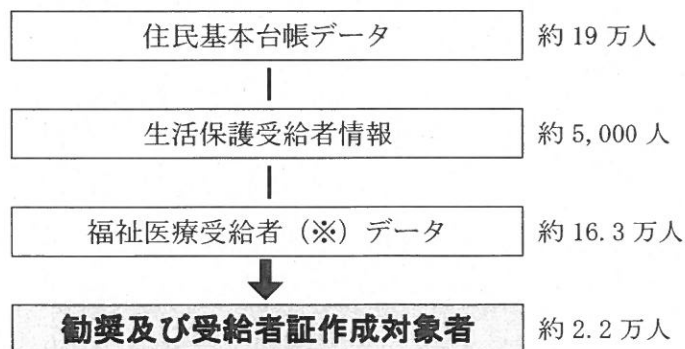 住民基本台帳データ 約19万人
生活保護受給者情報 約5,000人
福祉医療受給者（※）データ 約16.3万人
勧奨及び受給者証作成対象者 約2.2万人